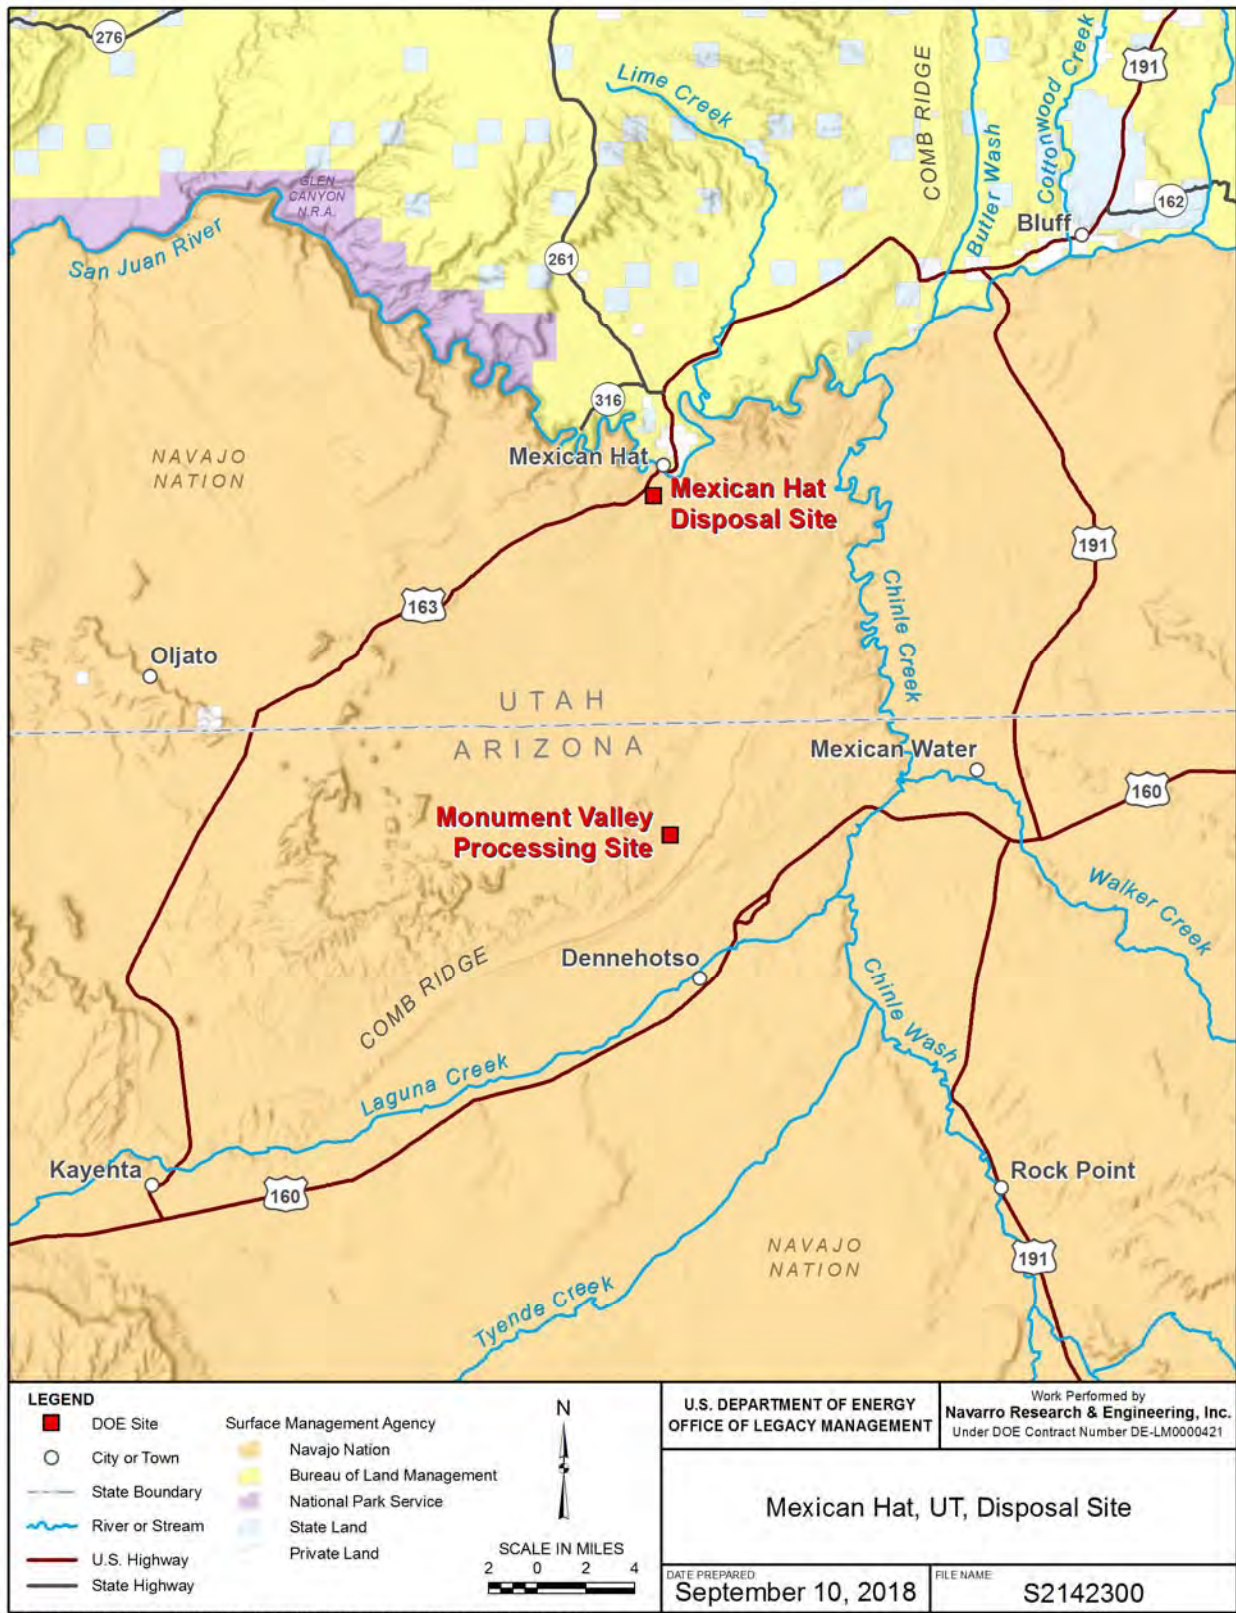 276
Lime Creek
COMB RIDGE
Butler Wash
Cottonwood Creek
191
162
Bluff
GLEN
CANYON
N.R.A.
San Juan River
261
316
NAVAJO
NATION
Mexican Hat
Mexican Hat
Disposal Site
191
Chinle Creek
163
Oljato
UTAH
ARIZONA
Mexican Water
160
Monument Valley
Processing Site
Walker Creek
Dennehotso
COMB RIDGE
Chinle Wash
Laguna Creek
Kayenta
160
Rock Point
NAVAJO
NATION
191
Tyende Creek
LEGEND
DOE Site
City or Town
State Boundary
River or Stream
U.S. Highway
State Highway
Surface Management Agency
Navajo Nation
Bureau of Land Management
National Park Service
State Land
Private Land
N
SCALE IN MILES
2 0 2 4
U.S. DEPARTMENT OF ENERGY
OFFICE OF LEGACY MANAGEMENT
Work Performed by
Navarro Research & Engineering, Inc.
Under DOE Contract Number DE-LM0000421
Mexican Hat, UT, Disposal Site
DATE PREPARED:
September 10, 2018
FILE NAME:
S2142300